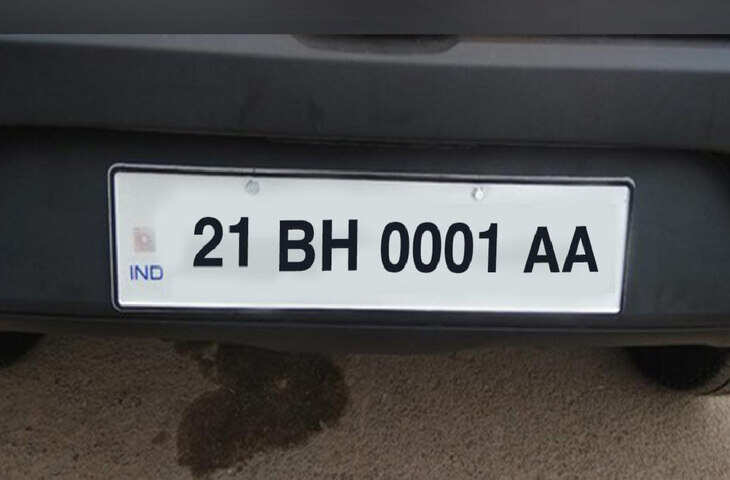 21 BH 0001 AA
IND